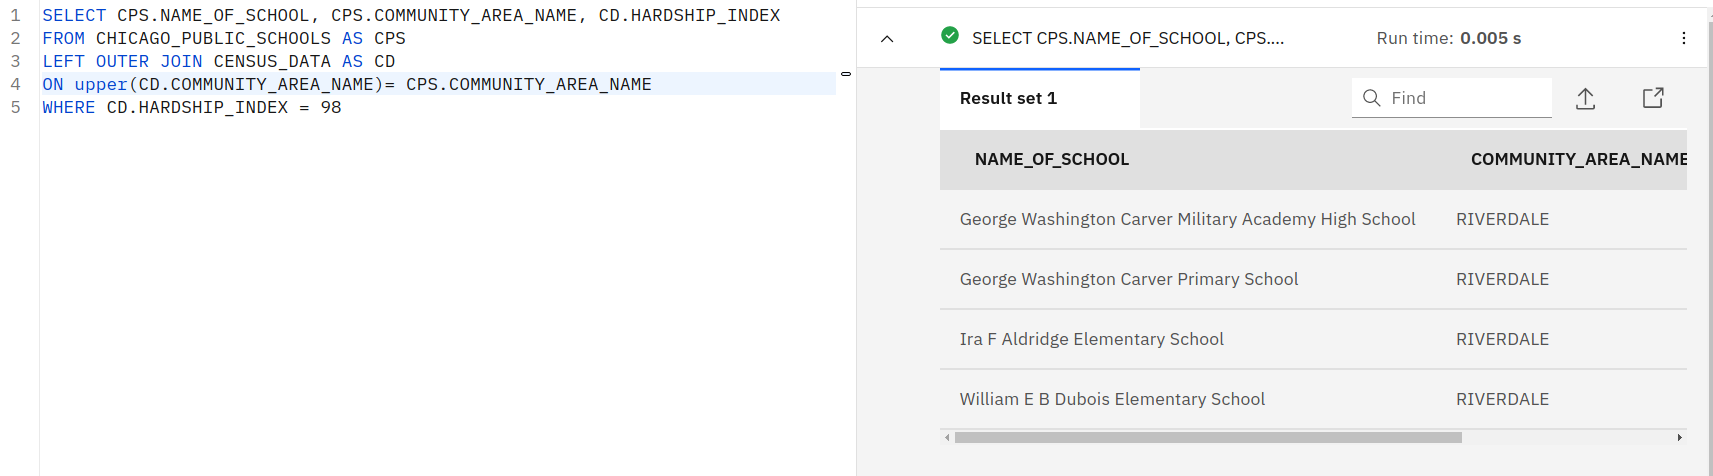 1 SELECT CPS.NAME_OF_SCHOOL, CPS.COMMUNITY_AREA_NAME, CD.HARDSHIP_INDEX
2 FROM CHICAGO_PUBLIC_SCHOOLS AS CPS
3 LEFT OUTER JOIN CENSUS_DATA AS CD
4 ON upper(CD.COMMUNITY_AREA_NAME)= CPS.COMMUNITY_AREA_NAME
5 WHERE CD.HARDSHIP_INDEX = 98
SELECT CPS.NAME_OF_SCHOOL, CPS.... Run time: 0.005 s
Result set 1 Find
NAME_OF_SCHOOL COMMUNITY_AREA_NAME
George Washington Carver Military Academy High School RIVERDALE
George Washington Carver Primary School RIVERDALE
Ira F Aldridge Elementary School RIVERDALE
William E B Dubois Elementary School RIVERDALE